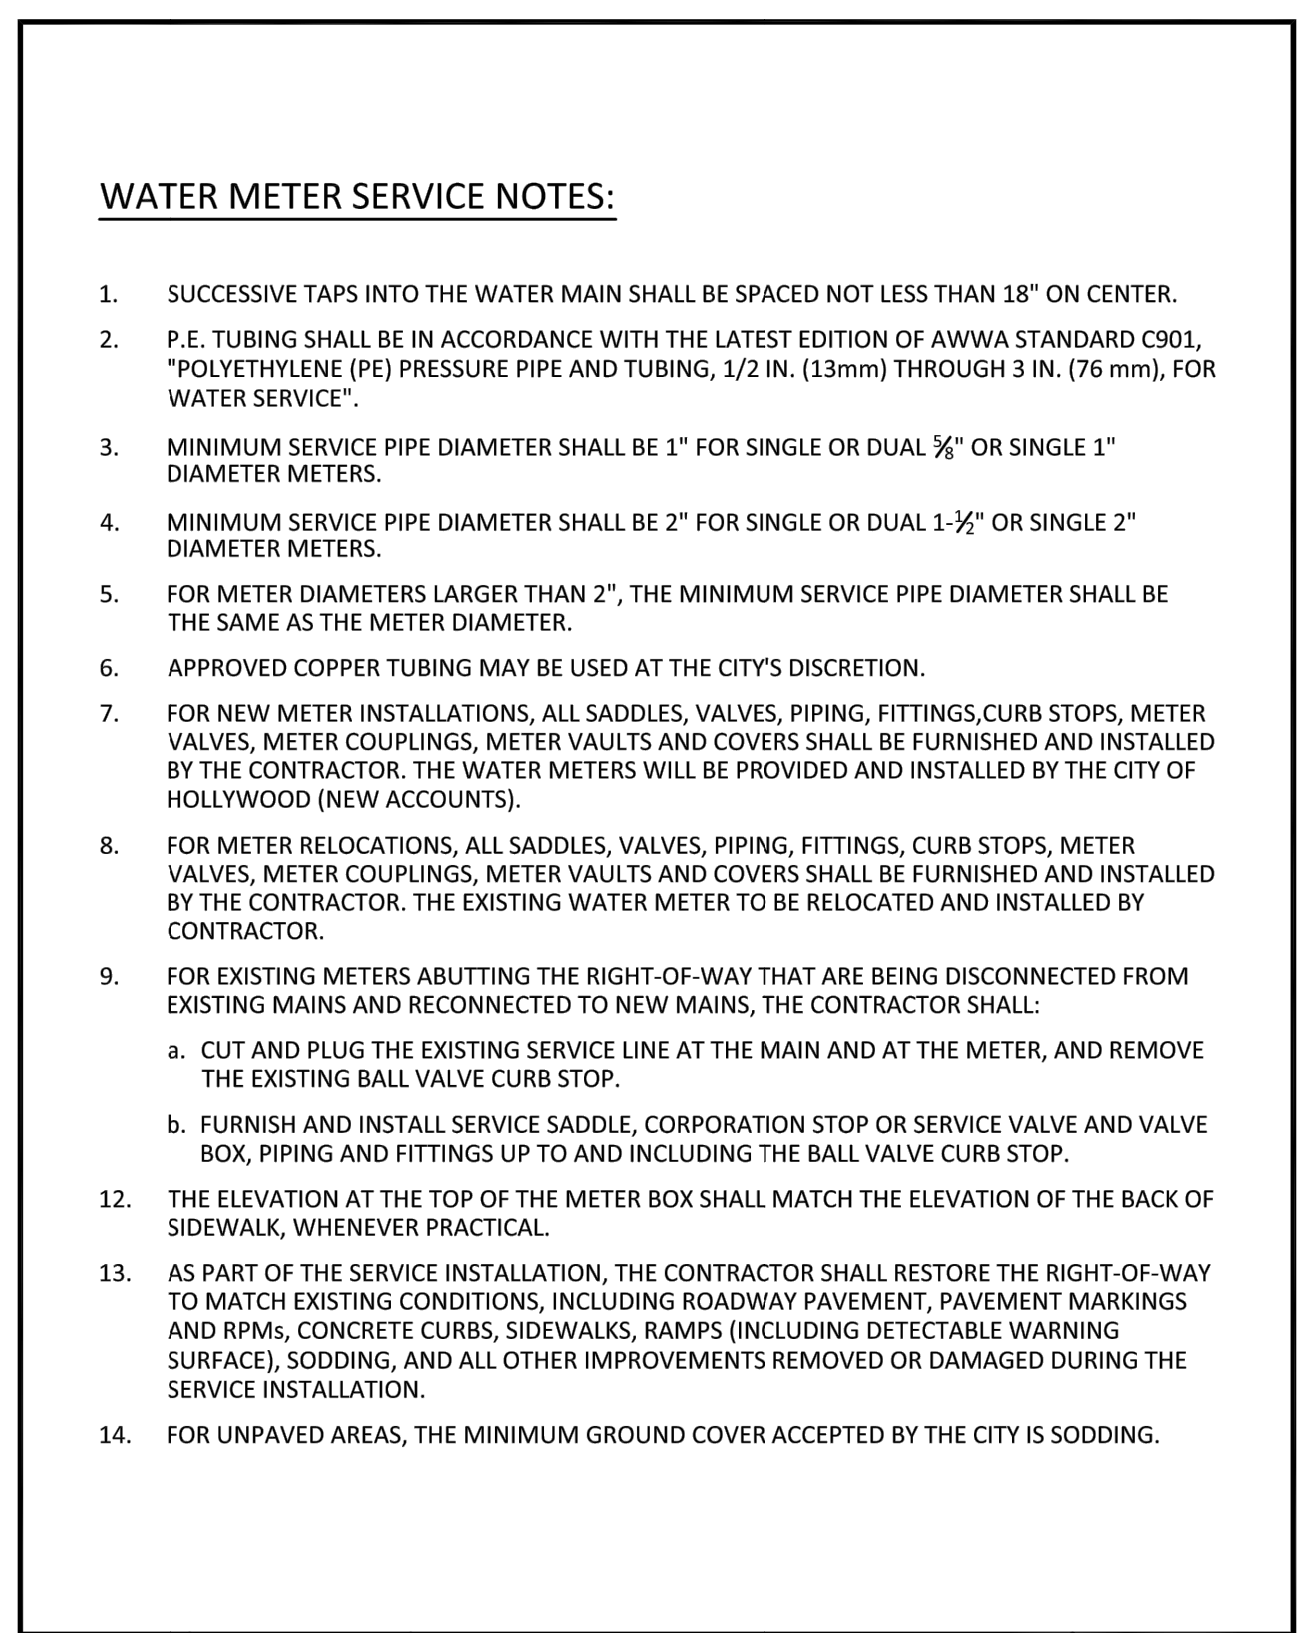 WATER METER SERVICE NOTES:
1. SUCCESSIVE TAPS INTO THE WATER MAIN SHALL BE SPACED NOT LESS THAN 18" ON CENTER.
2. P.E. TUBING SHALL BE IN ACCORDANCE WITH THE LATEST EDITION OF AWWA STANDARD C901,
"POLYETHYLENE (PE) PRESSURE PIPE AND TUBING, 1/2 IN. (13mm) THROUGH 3 IN. (76 mm), FOR
WATER SERVICE".
3. MINIMUM SERVICE PIPE DIAMETER SHALL BE 1" FOR SINGLE OR DUAL ⅝" OR SINGLE 1"
DIAMETER METERS.
4. MINIMUM SERVICE PIPE DIAMETER SHALL BE 2" FOR SINGLE OR DUAL 1-½" OR SINGLE 2"
DIAMETER METERS.
5. FOR METER DIAMETERS LARGER THAN 2", THE MINIMUM SERVICE PIPE DIAMETER SHALL BE
THE SAME AS THE METER DIAMETER.
6. APPROVED COPPER TUBING MAY BE USED AT THE CITY'S DISCRETION.
7. FOR NEW METER INSTALLATIONS, ALL SADDLES, VALVES, PIPING, FITTINGS,CURB STOPS, METER
VALVES, METER COUPLINGS, METER VAULTS AND COVERS SHALL BE FURNISHED AND INSTALLED
BY THE CONTRACTOR. THE WATER METERS WILL BE PROVIDED AND INSTALLED BY THE CITY OF
HOLLYWOOD (NEW ACCOUNTS).
8. FOR METER RELOCATIONS, ALL SADDLES, VALVES, PIPING, FITTINGS, CURB STOPS, METER
VALVES, METER COUPLINGS, METER VAULTS AND COVERS SHALL BE FURNISHED AND INSTALLED
BY THE CONTRACTOR. THE EXISTING WATER METER TO BE RELOCATED AND INSTALLED BY
CONTRACTOR.
9. FOR EXISTING METERS ABUTTING THE RIGHT-OF-WAY THAT ARE BEING DISCONNECTED FROM
EXISTING MAINS AND RECONNECTED TO NEW MAINS, THE CONTRACTOR SHALL:
a. CUT AND PLUG THE EXISTING SERVICE LINE AT THE MAIN AND AT THE METER, AND REMOVE
THE EXISTING BALL VALVE CURB STOP.
b. FURNISH AND INSTALL SERVICE SADDLE, CORPORATION STOP OR SERVICE VALVE AND VALVE
BOX, PIPING AND FITTINGS UP TO AND INCLUDING THE BALL VALVE CURB STOP.
12. THE ELEVATION AT THE TOP OF THE METER BOX SHALL MATCH THE ELEVATION OF THE BACK OF
SIDEWALK, WHENEVER PRACTICAL.
13. AS PART OF THE SERVICE INSTALLATION, THE CONTRACTOR SHALL RESTORE THE RIGHT-OF-WAY
TO MATCH EXISTING CONDITIONS, INCLUDING ROADWAY PAVEMENT, PAVEMENT MARKINGS
AND RPMs, CONCRETE CURBS, SIDEWALKS, RAMPS (INCLUDING DETECTABLE WARNING
SURFACE), SODDING, AND ALL OTHER IMPROVEMENTS REMOVED OR DAMAGED DURING THE
SERVICE INSTALLATION.
14. FOR UNPAVED AREAS, THE MINIMUM GROUND COVER ACCEPTED BY THE CITY IS SODDING.